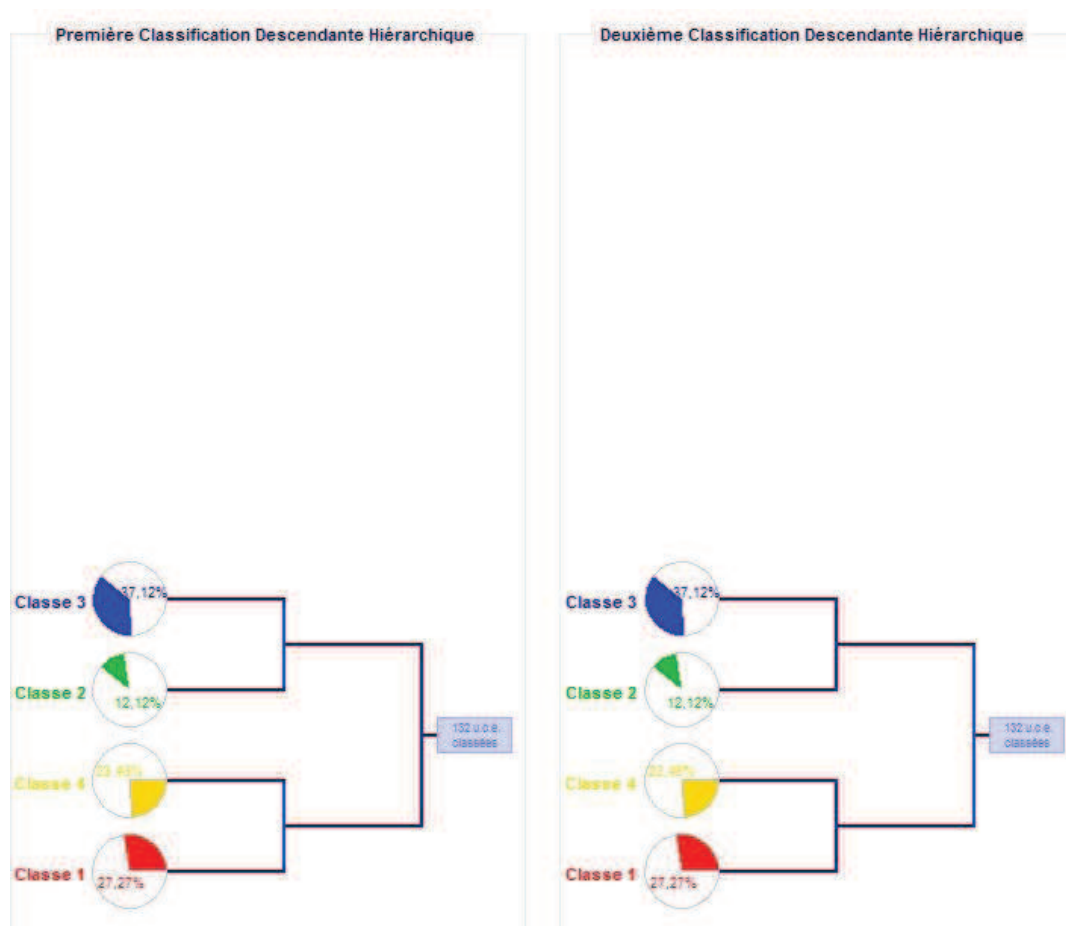 Première Classification Descendante Hiérarchique
Classe 3
37,12%
Classe 2
12,12%
Classe 4
Classe 1
27,27%
132 u.c.e.
classées
Deuxième Classification Descendante Hiérarchique
Classe 3
37,12%
Classe 2
12,12%
Classe 4
Classe 1
27,27%
132 u.c.e.
classées